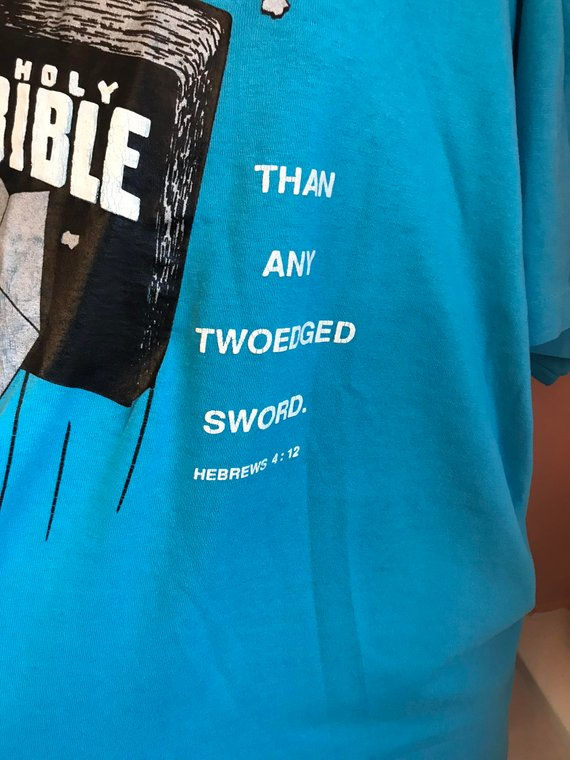 HOLY
BIBLE
THAN
ANY
TWOEDGED
SWORD.
HEBREWS 4:12